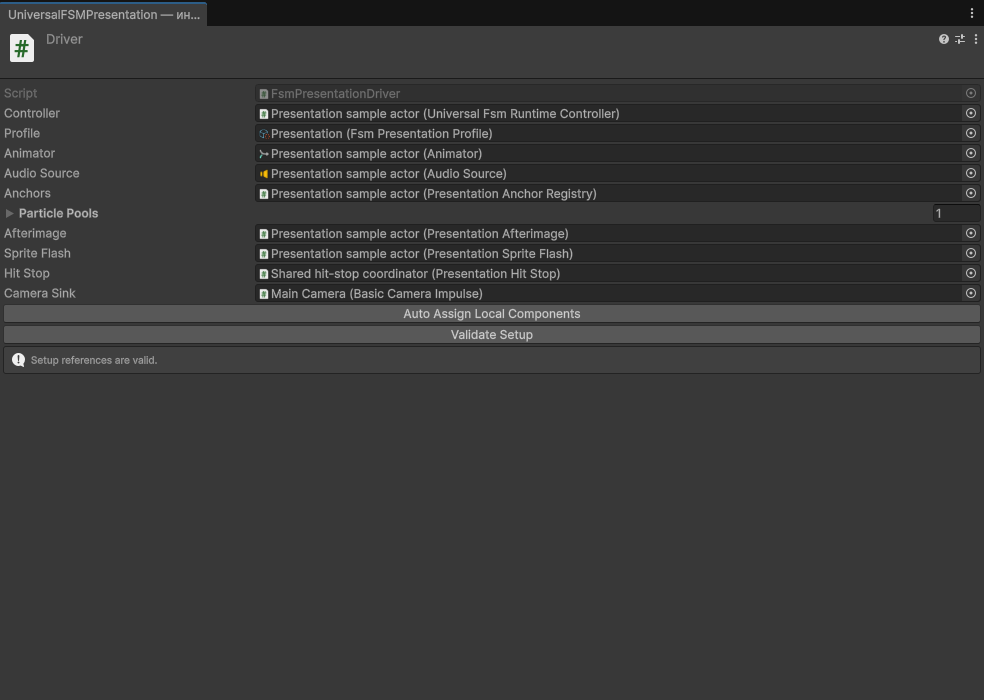 UniversalFSMPresentation — ин...
Driver
Script FsmPresentationDriver
Controller Presentation sample actor (Universal Fsm Runtime Controller)
Profile Presentation (Fsm Presentation Profile)
Animator Presentation sample actor (Animator)
Audio Source Presentation sample actor (Audio Source)
Anchors Presentation sample actor (Presentation Anchor Registry)
Particle Pools 1
Afterimage Presentation sample actor (Presentation Afterimage)
Sprite Flash Presentation sample actor (Presentation Sprite Flash)
Hit Stop Shared hit-stop coordinator (Presentation Hit Stop)
Camera Sink Main Camera (Basic Camera Impulse)
Auto Assign Local Components
Validate Setup
Setup references are valid.